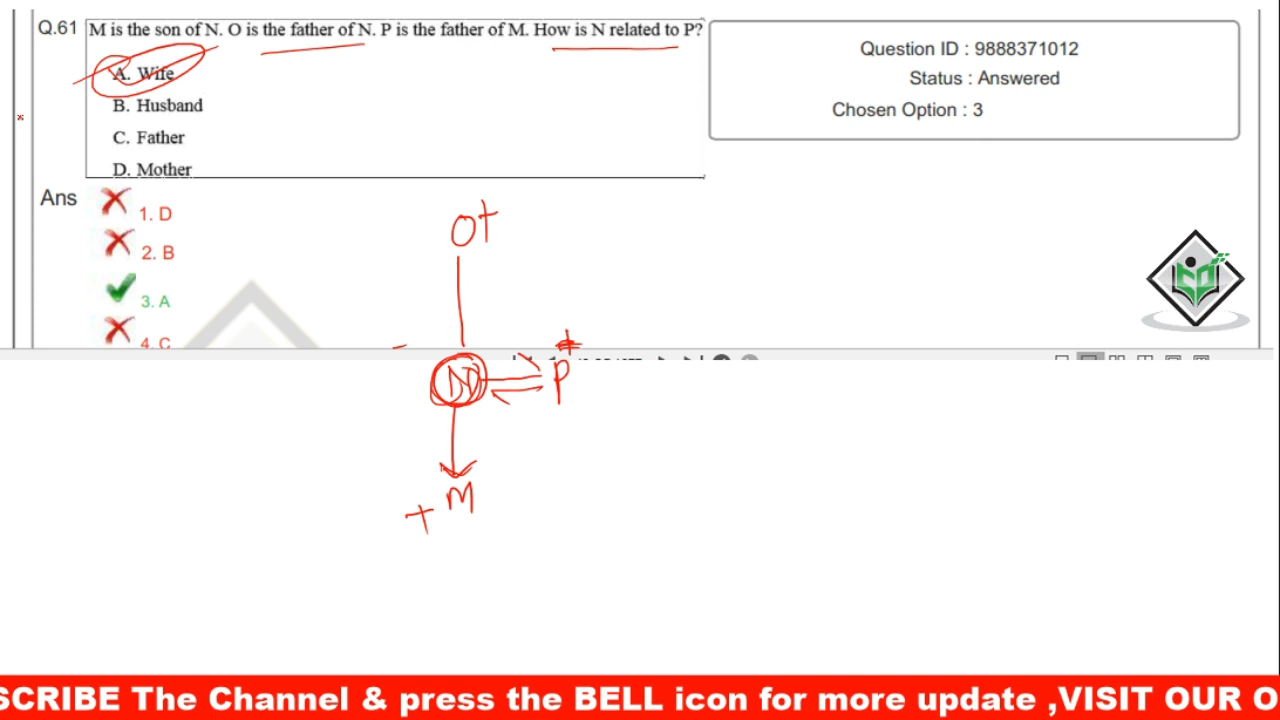 Q.61 M is the son of N. O is the father of N. P is the father of M. How is N related to P?
A. Wife
B. Husband
C. Father
D. Mother
Question ID : 9888371012
Status : Answered
Chosen Option : 3
Ans
1. D
2. B
3. A
4. C
O+
-
N
+
P
+ M
SCRIBE The Channel & press the BELL icon for more update ,VISIT OUR O